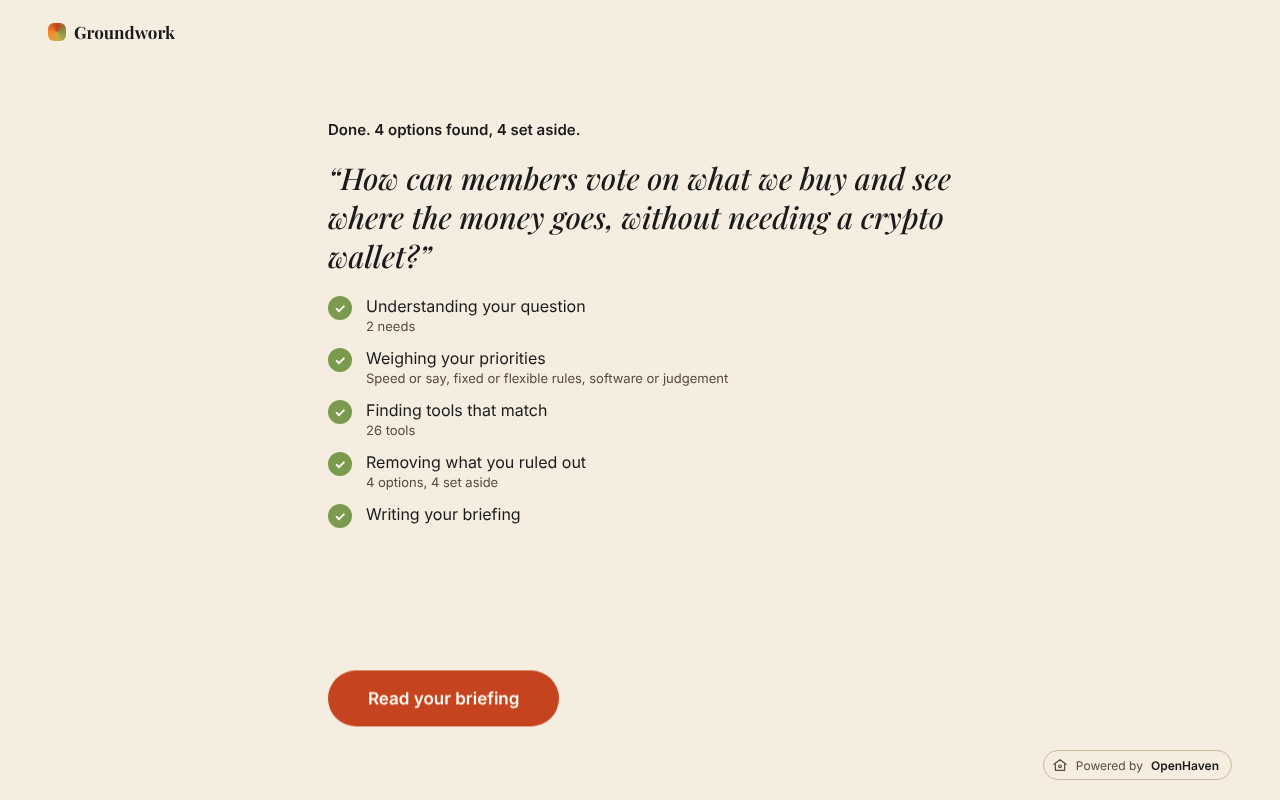 Groundwork
Done. 4 options found, 4 set aside.
“How can members vote on what we buy and see
where the money goes, without needing a crypto
wallet?”
Understanding your question
2 needs
Weighing your priorities
Speed or say, fixed or flexible rules, software or judgement
Finding tools that match
26 tools
Removing what you ruled out
4 options, 4 set aside
Writing your briefing
Read your briefing
Powered by OpenHaven